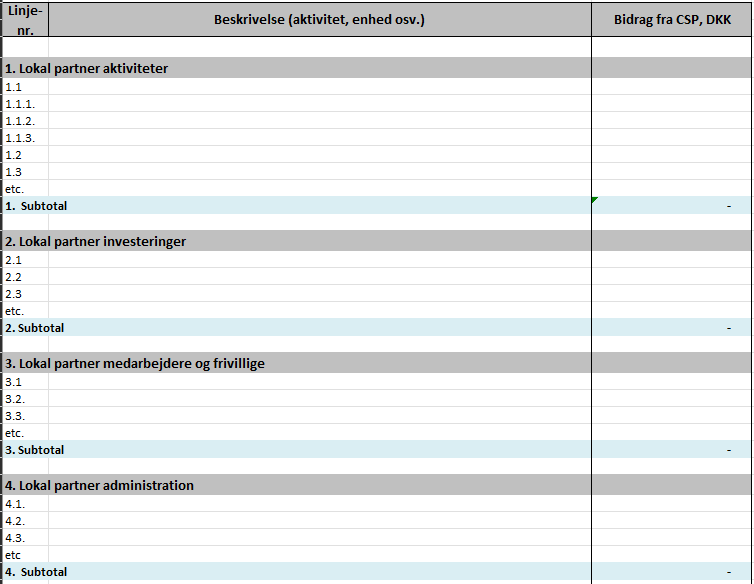 Linje-
nr.
Beskrivelse (aktivitet, enhed osv.)
Bidrag fra CSP, DKK
1. Lokal partner aktiviteter
1.1
1.1.1.
1.1.2.
1.1.3.
1.2
1.3
etc.
1. Subtotal -
2. Lokal partner investeringer
2.1
2.2
2.3
etc.
2. Subtotal -
3. Lokal partner medarbejdere og frivillige
3.1
3.2.
3.3.
etc.
3. Subtotal -
4. Lokal partner administration
4.1.
4.2.
4.3.
etc
4. Subtotal -